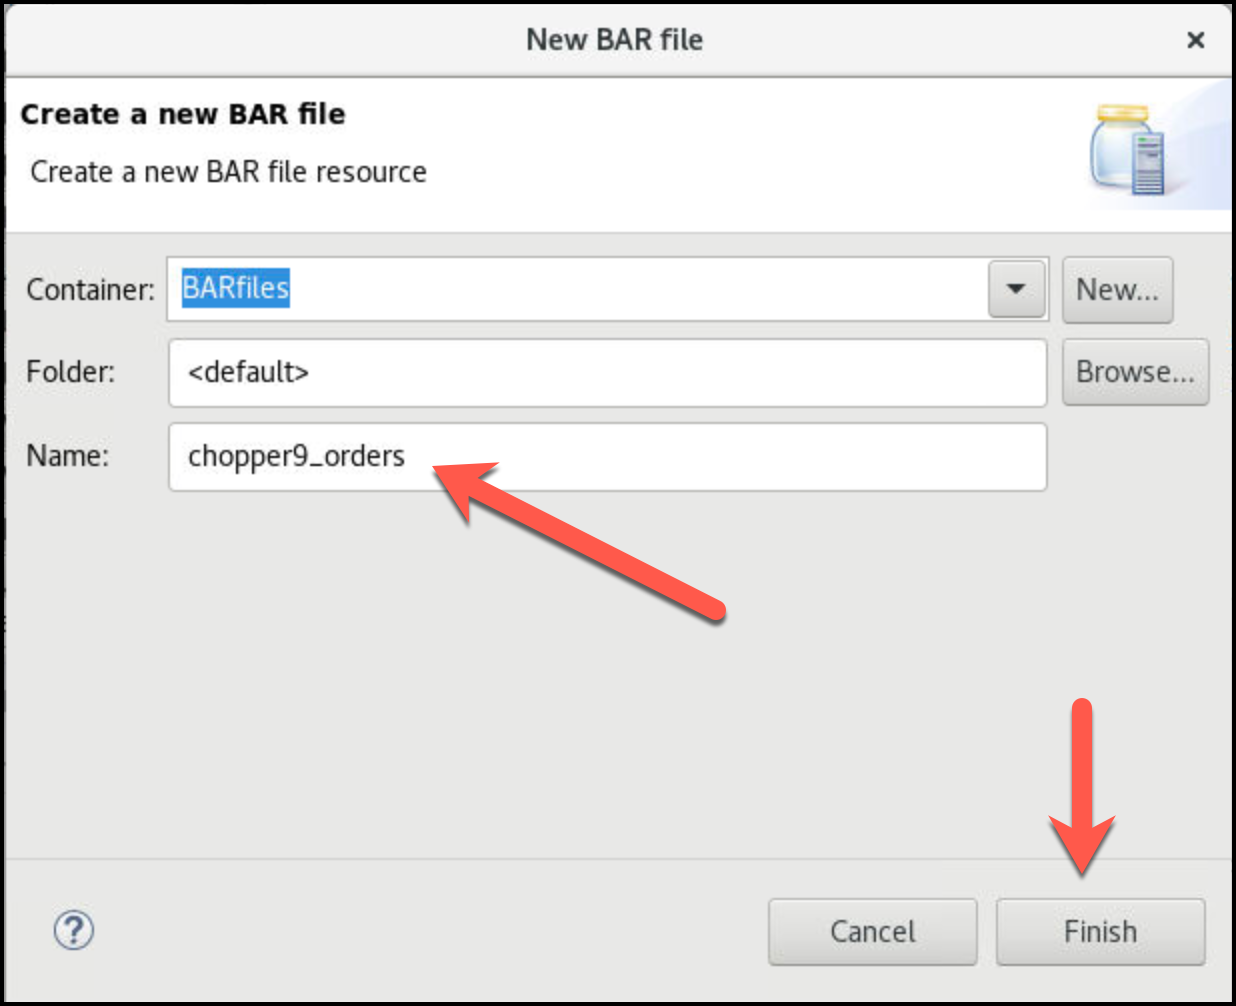 New BAR file
Create a new BAR file
Create a new BAR file resource
Container: BARfiles New...
Folder: <default> Browse...
Name: chopper9_orders
? Cancel Finish